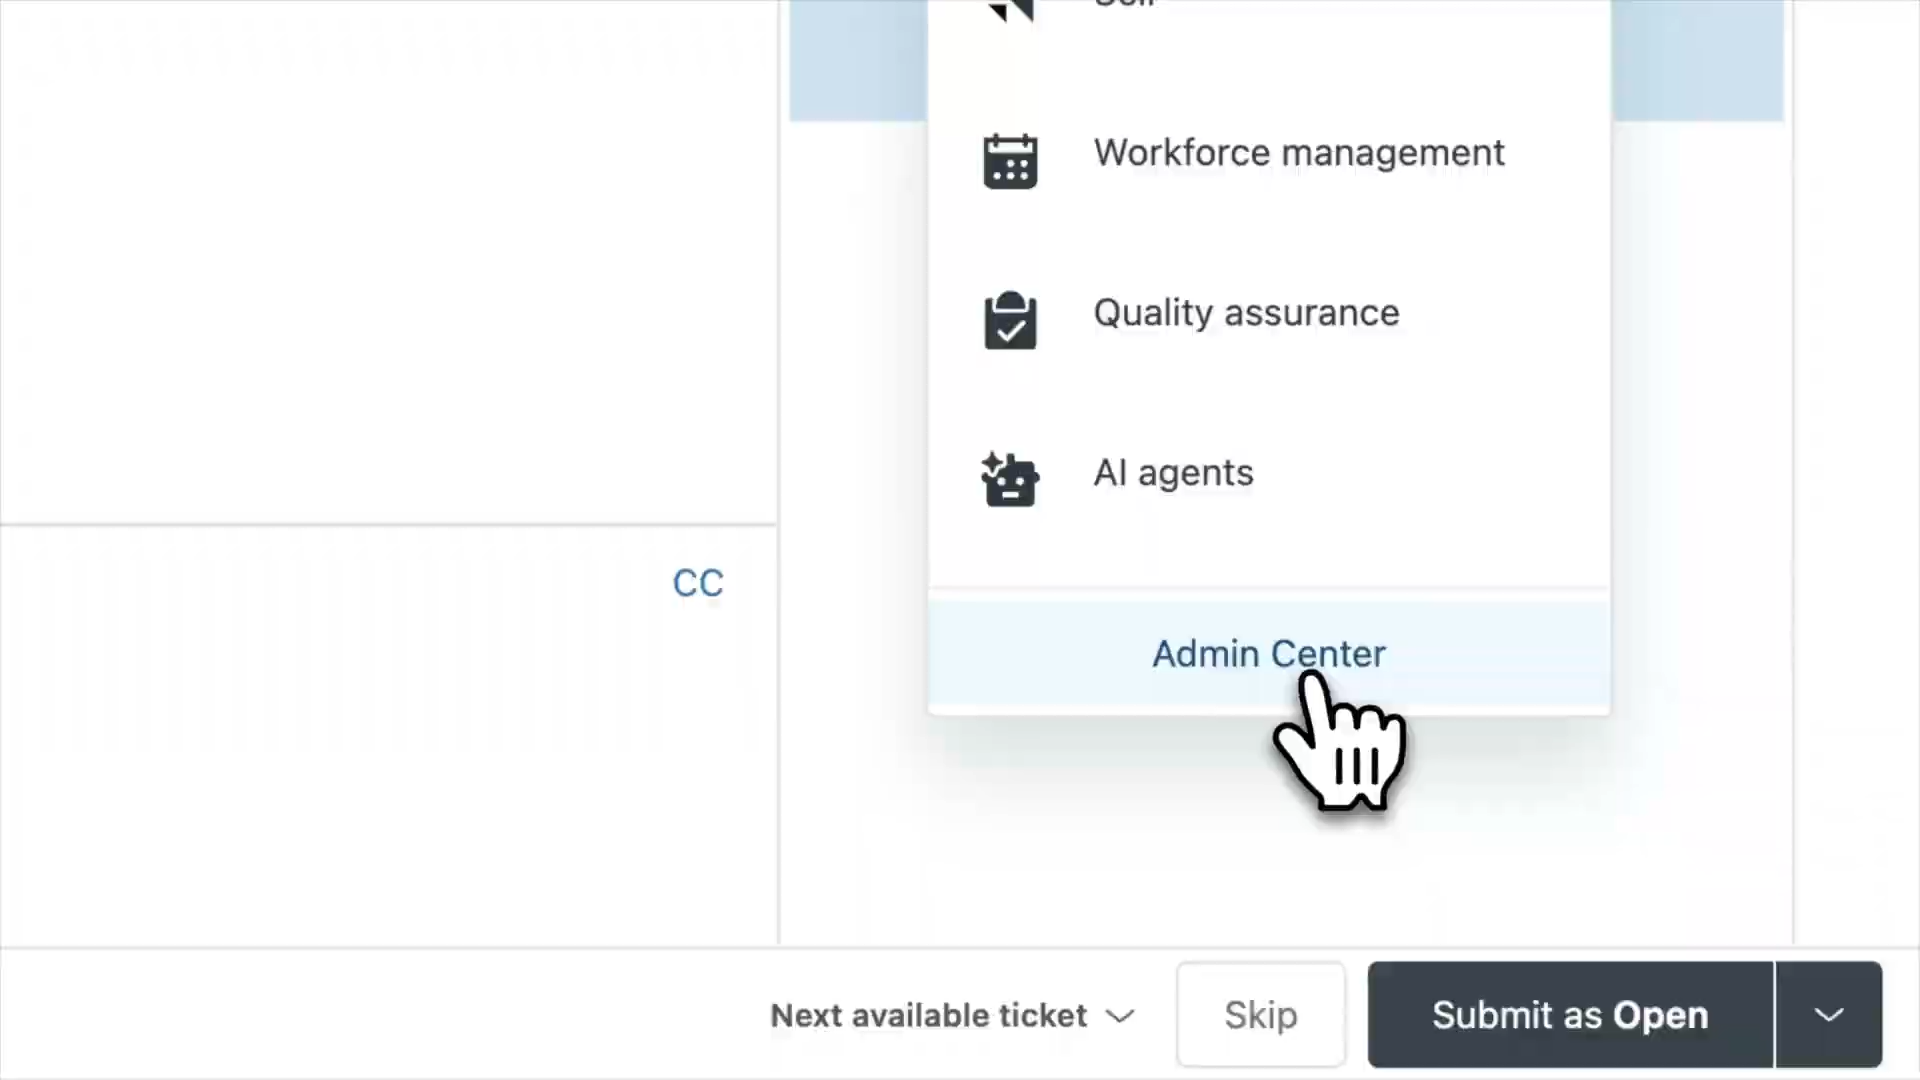 Workforce management
Quality assurance
AI agents
CC
Admin Center
Next available ticket
Skip
Submit as Open